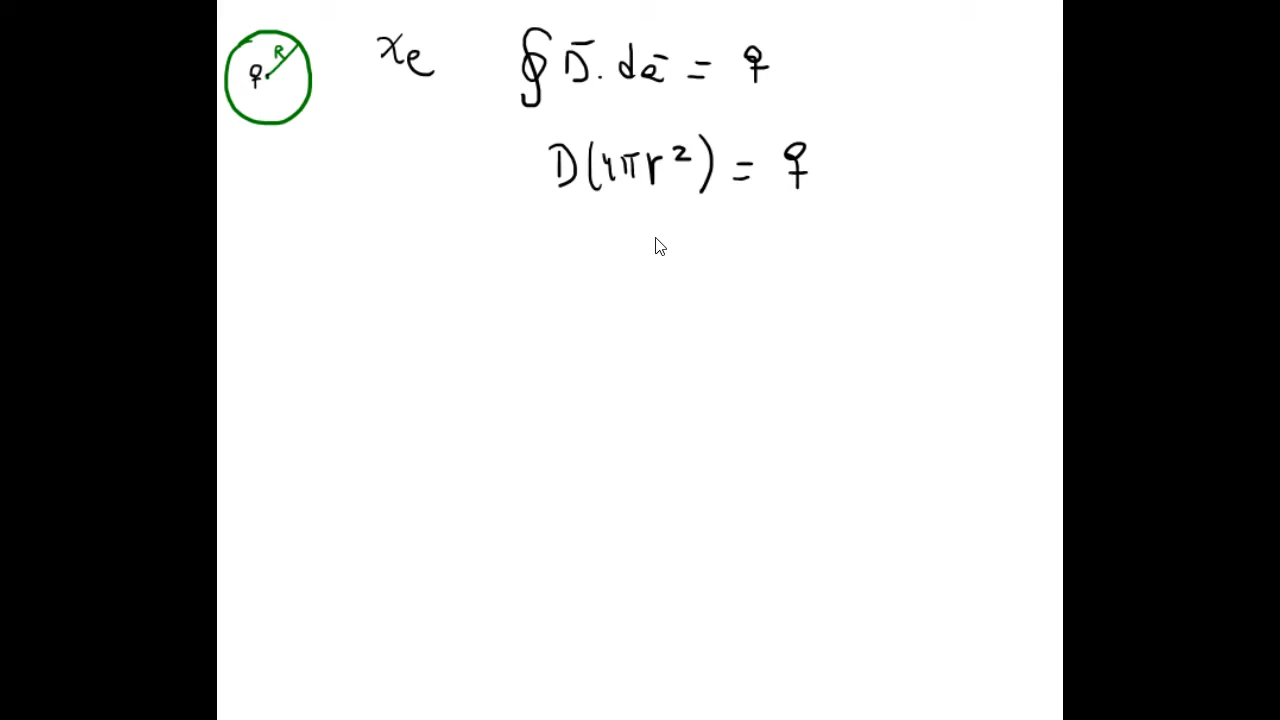 q R χe ∮ D̄ . dā = q
D(4πr²) = q